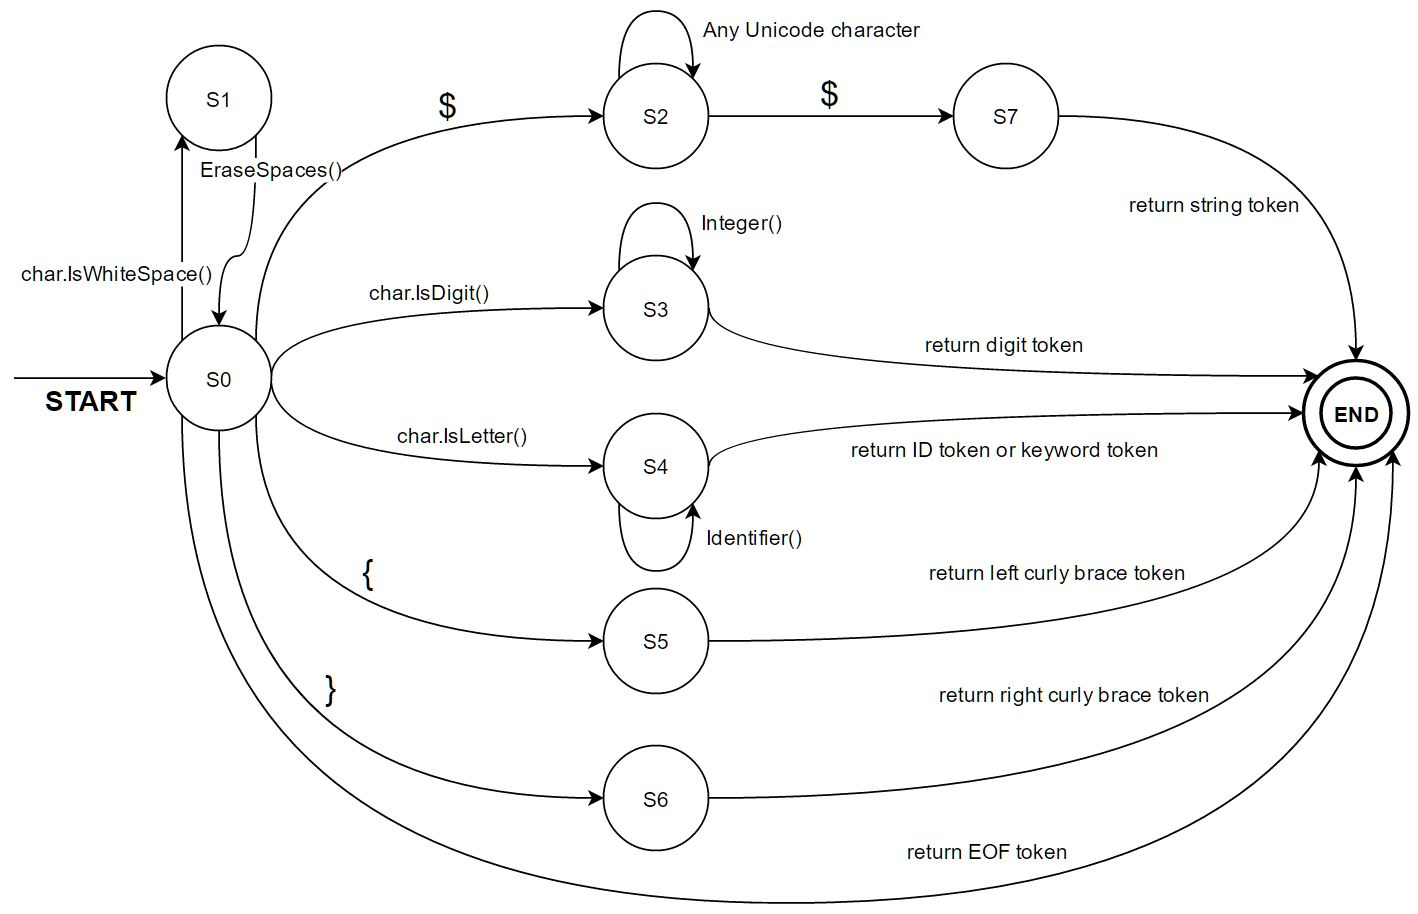 Any Unicode character
S1
$
$
S2
S7
EraseSpaces()
return string token
Integer()
char.IsWhiteSpace()
char.IsDigit()
S3
return digit token
S0
START
END
char.IsLetter()
return ID token or keyword token
S4
Identifier()
{
return left curly brace token
S5
}
return right curly brace token
S6
return EOF token